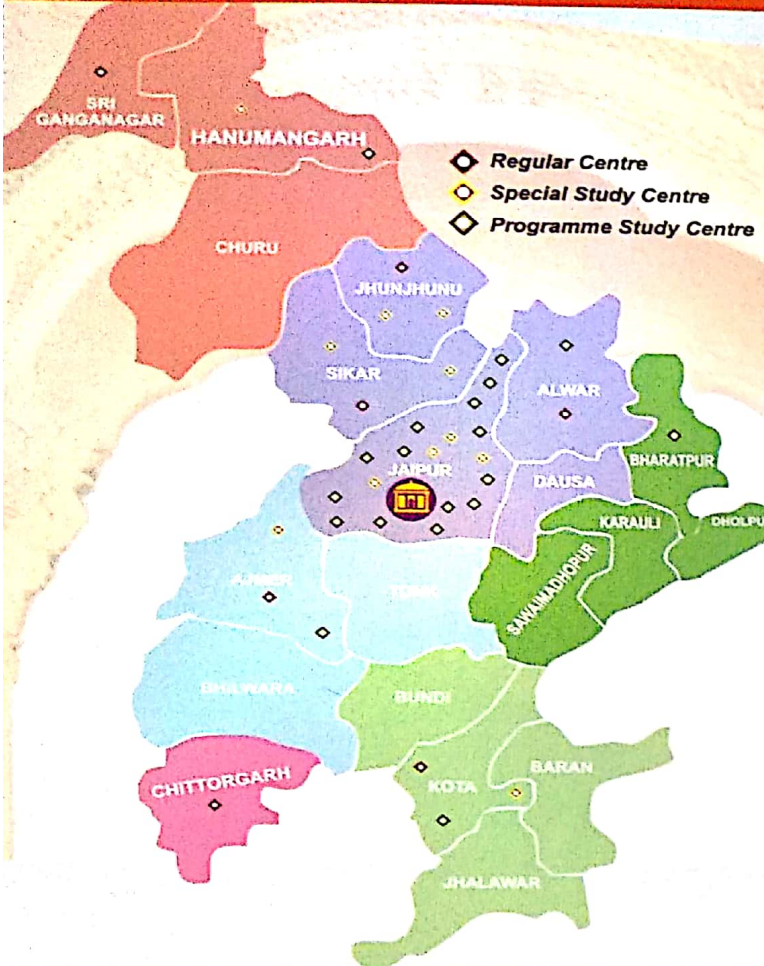 SRI
GANGANAGAR
HANUMANGARH
Regular Centre
Special Study Centre
Programme Study Centre
CHURU
JHUNJHUNU
SIKAR
ALWAR
JAIPUR
BHARATPUR
DAUSA
KARAULI
DHOLPU
SAWAIMADHOPUR
AJMER
TONK
BHILWARA
BUNDI
CHITTORGARH
KOTA
BARAN
JHALAWAR